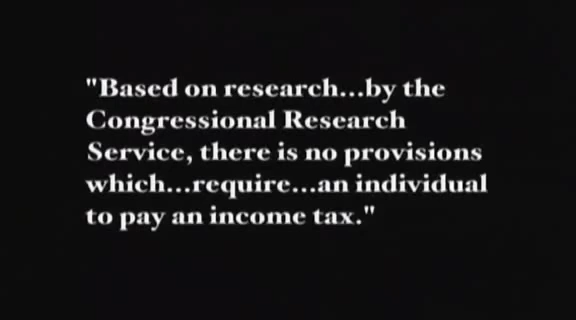 "Based on research...by the
Congressional Research
Service, there is no provisions
which...require...an individual
to pay an income tax."